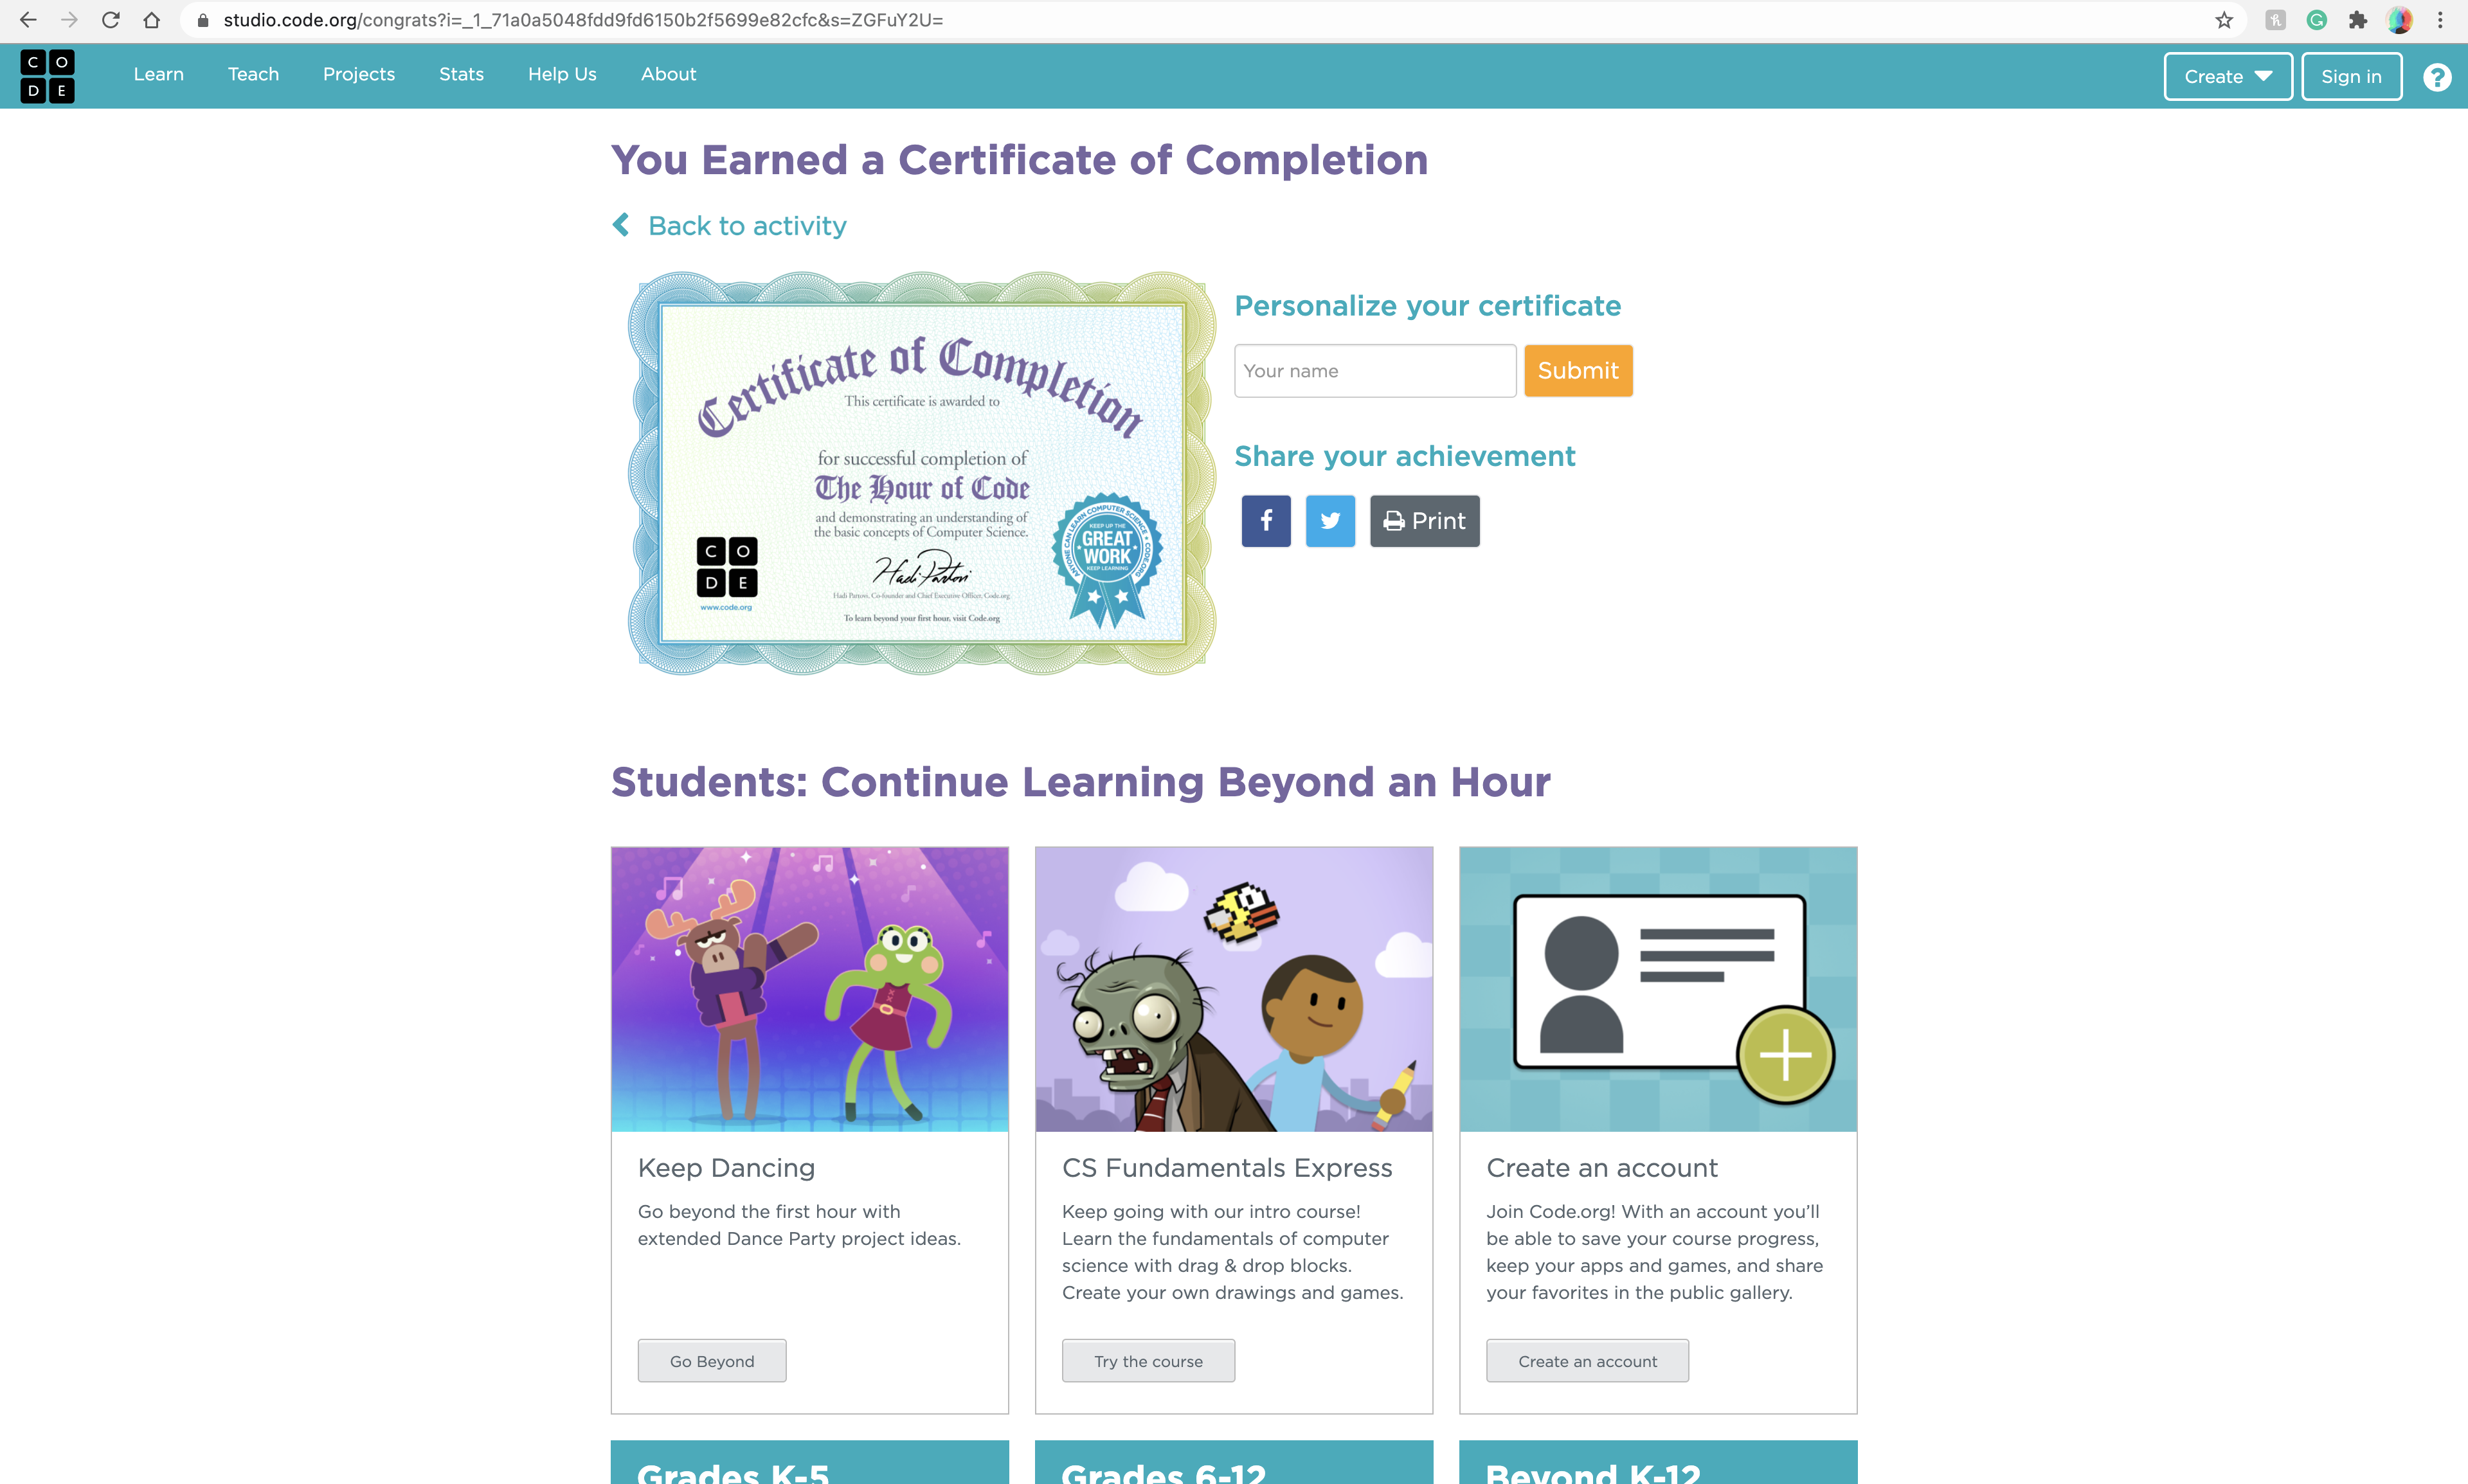 studio.code.org/congrats?i=_1_71a0a5048fdd9fd6150b2f5699e82cfc&s=ZGFuY2U=
C O D E
Learn Teach Projects Stats Help Us About
Create Sign in ?
You Earned a Certificate of Completion
Back to activity
Certificate of Completion
This certificate is awarded to
for successful completion of
The Hour of Code
and demonstrating an understanding of
the basic concepts of Computer Science.
Hadi Partovi
Hadi Partovi, Co-founder and Chief Executive Officer, Code.org
To learn beyond your first hour, visit Code.org
C O D E
www.code.org
ANYONE CAN LEARN COMPUTER SCIENCE
CODE.ORG
KEEP UP THE
GREAT
WORK
KEEP LEARNING
Personalize your certificate
Your name
Submit
Share your achievement
f
Print
Students: Continue Learning Beyond an Hour
Keep Dancing
Go beyond the first hour with
extended Dance Party project ideas.
Go Beyond
CS Fundamentals Express
Keep going with our intro course!
Learn the fundamentals of computer
science with drag & drop blocks.
Create your own drawings and games.
Try the course
Create an account
Join Code.org! With an account you’ll
be able to save your course progress,
keep your apps and games, and share
your favorites in the public gallery.
Create an account
Grades K-5
Grades 6-12
Beyond K-12